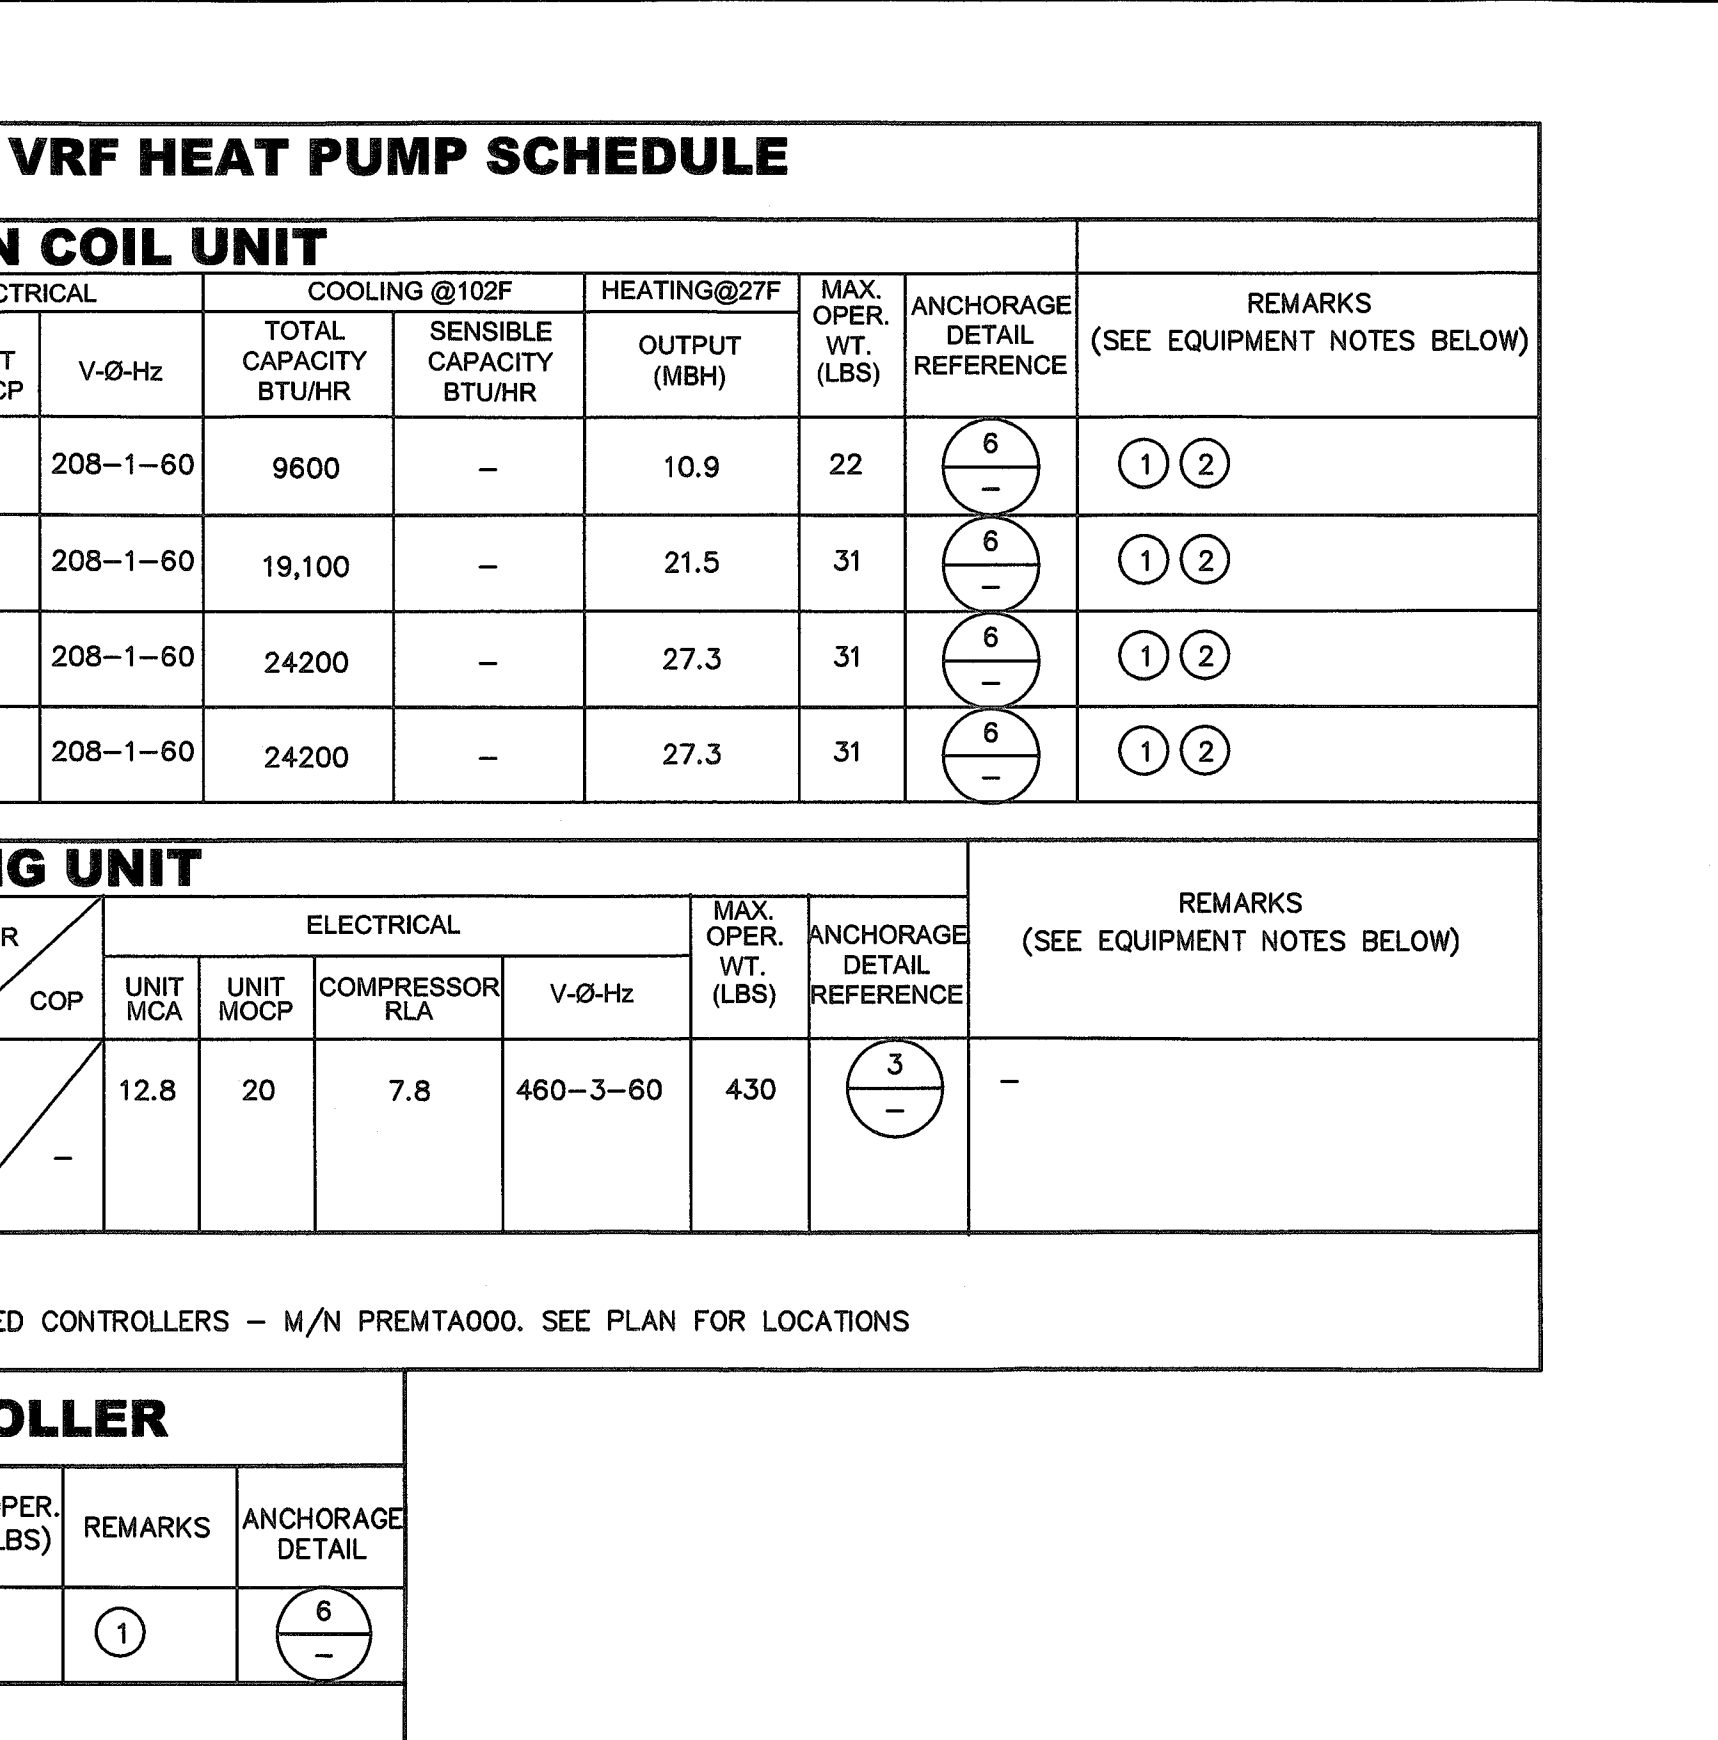 VRF HEAT PUMP SCHEDULE
N COIL UNIT
CTRICAL COOLING @102F HEATING@27F MAX. OPER. WT. (LBS) ANCHORAGE DETAIL REFERENCE REMARKS (SEE EQUIPMENT NOTES BELOW)
T CP V-Ø-Hz TOTAL CAPACITY BTU/HR SENSIBLE CAPACITY BTU/HR OUTPUT (MBH)
208-1-60 9600 - 10.9 22 6 - 1 2
208-1-60 19,100 - 21.5 31 6 - 1 2
208-1-60 24200 - 27.3 31 6 - 1 2
208-1-60 24200 - 27.3 31 6 - 1 2
NG UNIT
R COP ELECTRICAL MAX. OPER. WT. (LBS) ANCHORAGE DETAIL REFERENCE REMARKS (SEE EQUIPMENT NOTES BELOW)
UNIT MCA UNIT MOCP COMPRESSOR RLA V-Ø-Hz
- 12.8 20 7.8 460-3-60 430 3 - -
ED CONTROLLERS - M/N PREMTA000. SEE PLAN FOR LOCATIONS
OLLER
PER. LBS) REMARKS ANCHORAGE DETAIL
1 6 -